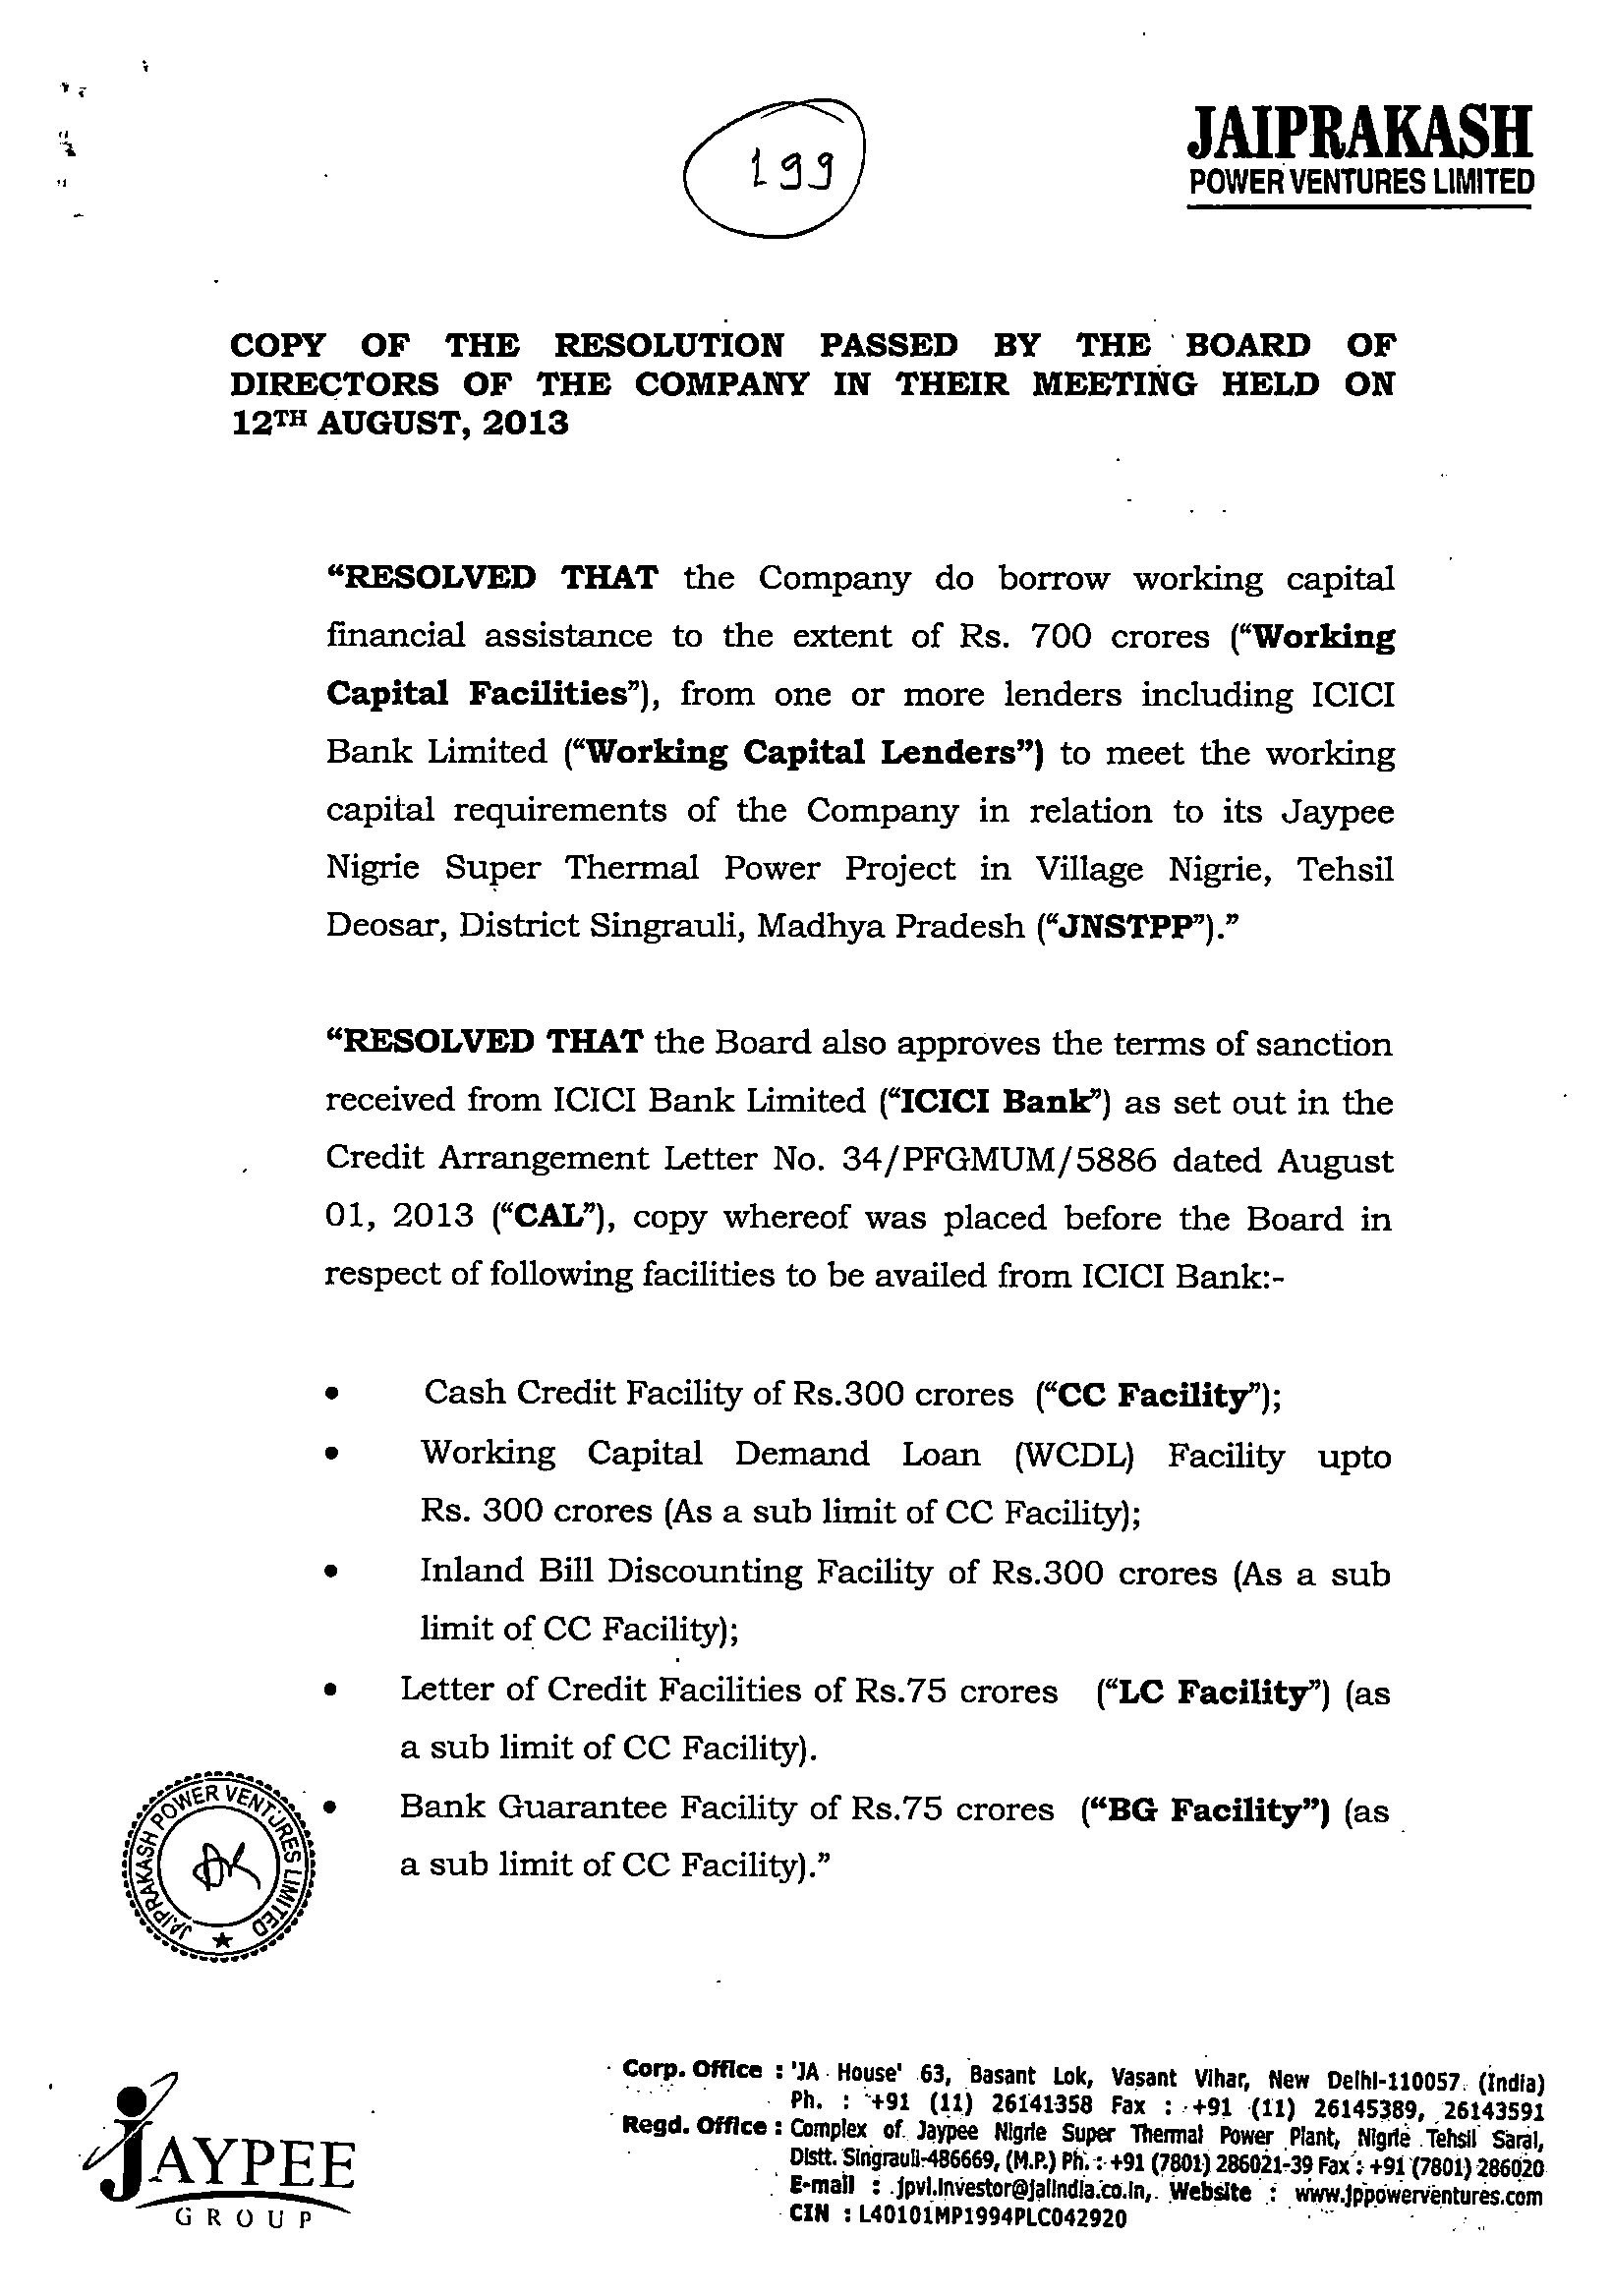 199
JAIPRAKASH
POWER VENTURES LIMITED
COPY OF THE RESOLUTION PASSED BY THE BOARD OF
DIRECTORS OF THE COMPANY IN THEIR MEETING HELD ON
12TH AUGUST, 2013
“RESOLVED THAT the Company do borrow working capital
financial assistance to the extent of Rs. 700 crores (“Working
Capital Facilities”), from one or more lenders including ICICI
Bank Limited (“Working Capital Lenders”) to meet the working
capital requirements of the Company in relation to its Jaypee
Nigrie Super Thermal Power Project in Village Nigrie, Tehsil
Deosar, District Singrauli, Madhya Pradesh (“JNSTPP”).”
“RESOLVED THAT the Board also approves the terms of sanction
received from ICICI Bank Limited (“ICICI Bank”) as set out in the
Credit Arrangement Letter No. 34/PFGMUM/5886 dated August
01, 2013 (“CAL”), copy whereof was placed before the Board in
respect of following facilities to be availed from ICICI Bank:-
• Cash Credit Facility of Rs.300 crores (“CC Facility”);
• Working Capital Demand Loan (WCDL) Facility upto
Rs. 300 crores (As a sub limit of CC Facility);
• Inland Bill Discounting Facility of Rs.300 crores (As a sub
limit of CC Facility);
• Letter of Credit Facilities of Rs.75 crores (“LC Facility”) (as
a sub limit of CC Facility).
• Bank Guarantee Facility of Rs.75 crores (“BG Facility”) (as
a sub limit of CC Facility).”
JAIPRAKASH POWER VENTURES LIMITED
JAYPEE
GROUP
Corp. Office : 'JA House' 63, Basant Lok, Vasant Vihar, New Delhi-110057 (India)
Ph. : +91 (11) 26141358 Fax : +91 (11) 26145389, 26143591
Regd. Office : Complex of Jaypee Nigrie Super Thermal Power Plant, Nigrie Tehsil Sarai,
Distt. Singrauli-486669, (M.P.) Ph. : +91 (7801) 286021-39 Fax : +91 (7801) 286020
E-mail : jpvl.investor@jalindia.co.in, Website : www.jppowerventures.com
CIN : L40101MP1994PLC042920